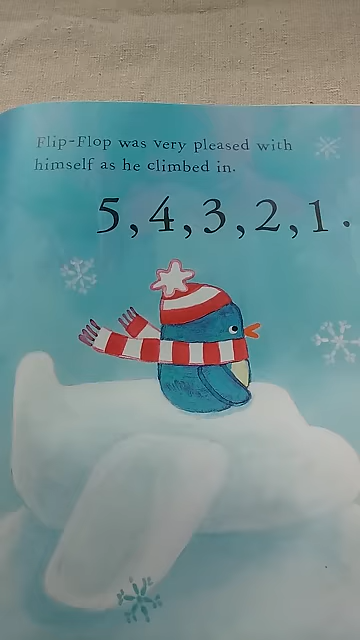 Flip-Flop was very pleased with
himself as he climbed in.
5, 4, 3, 2, 1.